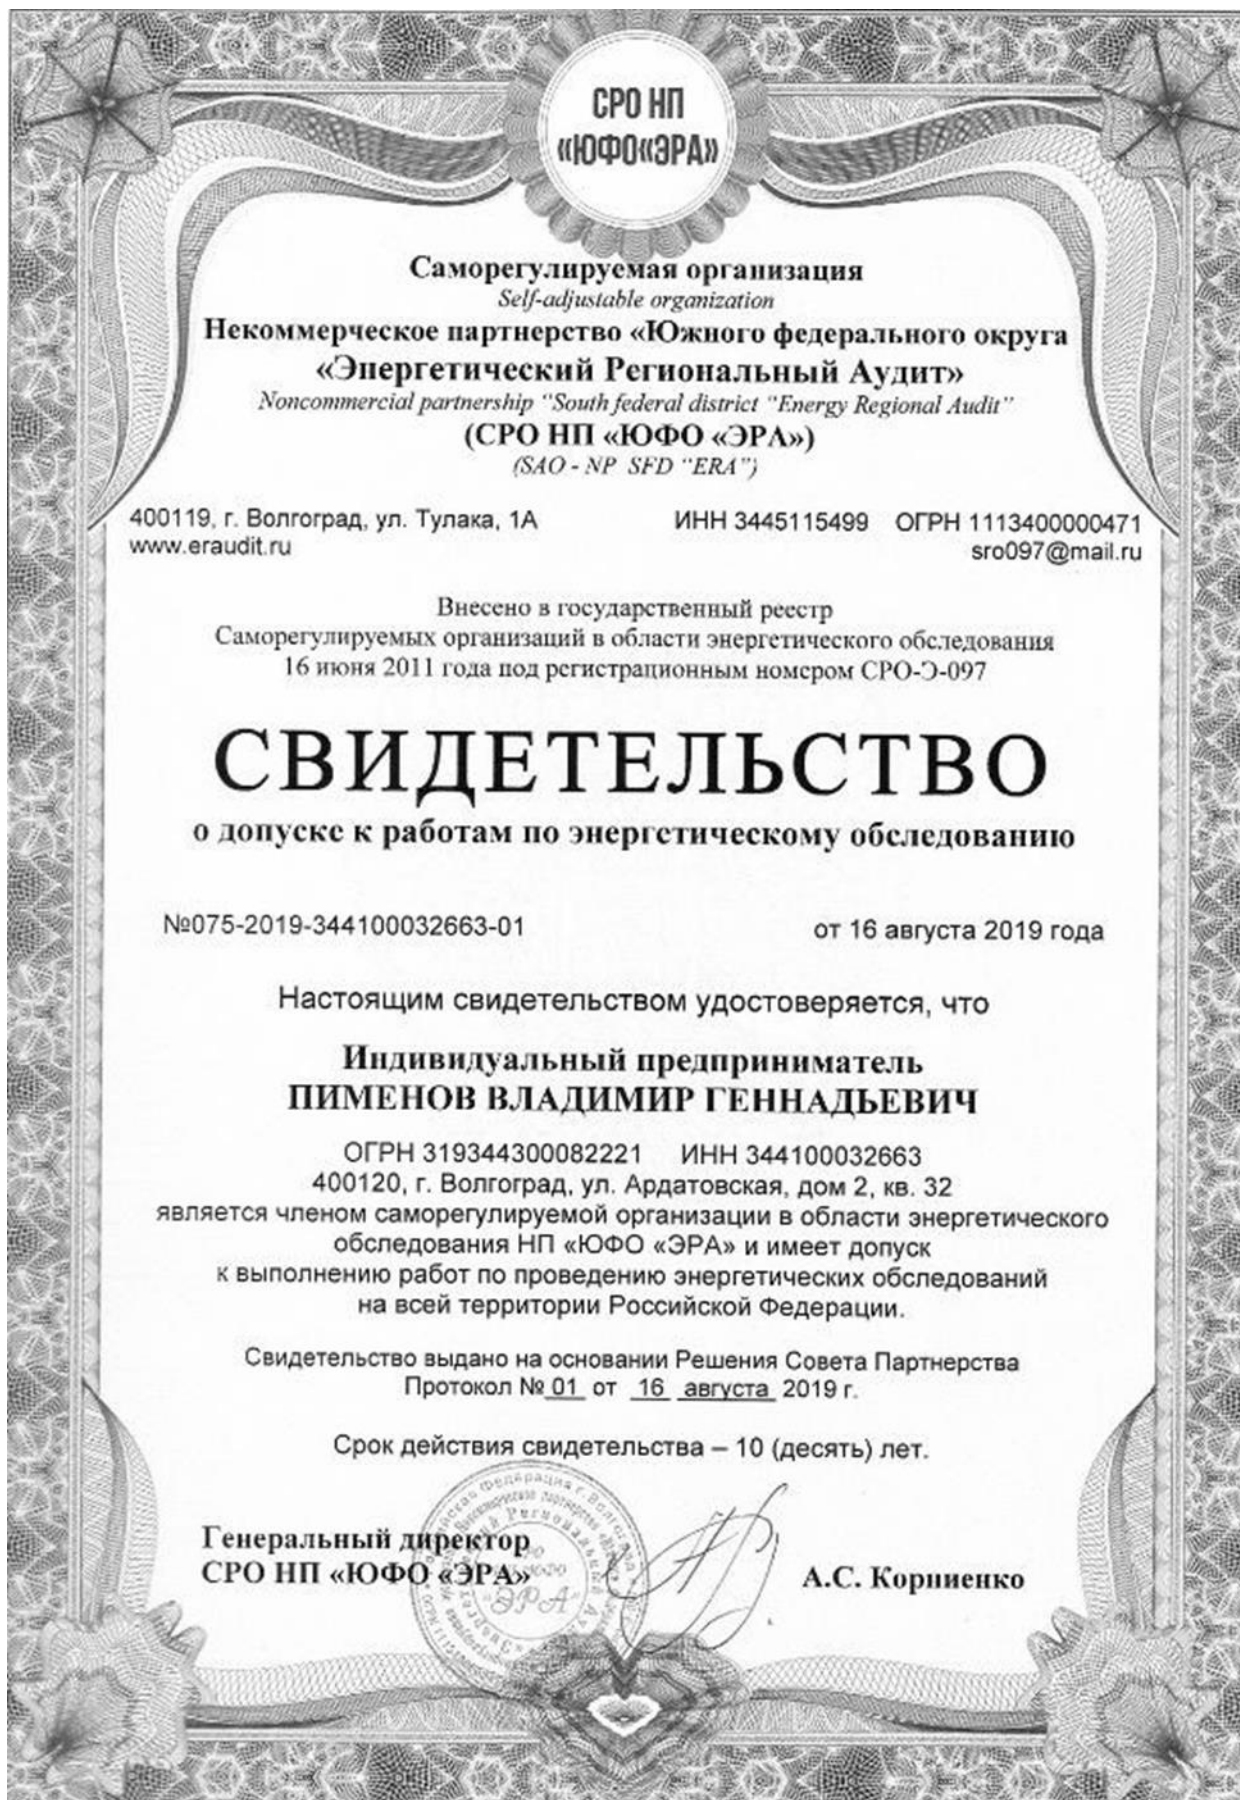 СРО НП
«ЮФО«ЭРА»
Саморегулируемая организация
Self-adjustable organization
Некоммерческое партнерство «Южного федерального округа
«Энергетический Региональный Аудит»
Noncommercial partnership "South federal district "Energy Regional Audit"
(СРО НП «ЮФО «ЭРА»)
(SAO - NP SFD "ERA")
400119, г. Волгоград, ул. Тулака, 1А ИНН 3445115499 ОГРН 1113400000471
www.eraudit.ru sro097@mail.ru
Внесено в государственный реестр
Саморегулируемых организаций в области энергетического обследования
16 июня 2011 года под регистрационным номером СРО-Э-097
СВИДЕТЕЛЬСТВО
о допуске к работам по энергетическому обследованию
№075-2019-344100032663-01 от 16 августа 2019 года
Настоящим свидетельством удостоверяется, что
Индивидуальный предприниматель
ПИМЕНОВ ВЛАДИМИР ГЕННАДЬЕВИЧ
ОГРН 319344300082221 ИНН 344100032663
400120, г. Волгоград, ул. Ардатовская, дом 2, кв. 32
является членом саморегулируемой организации в области энергетического
обследования НП «ЮФО «ЭРА» и имеет допуск
к выполнению работ по проведению энергетических обследований
на всей территории Российской Федерации.
Свидетельство выдано на основании Решения Совета Партнерства
Протокол № 01 от 16 августа 2019 г.
Срок действия свидетельства – 10 (десять) лет.
Генеральный директор
СРО НП «ЮФО «ЭРА»
А.С. Корниенко
"ЭРА"